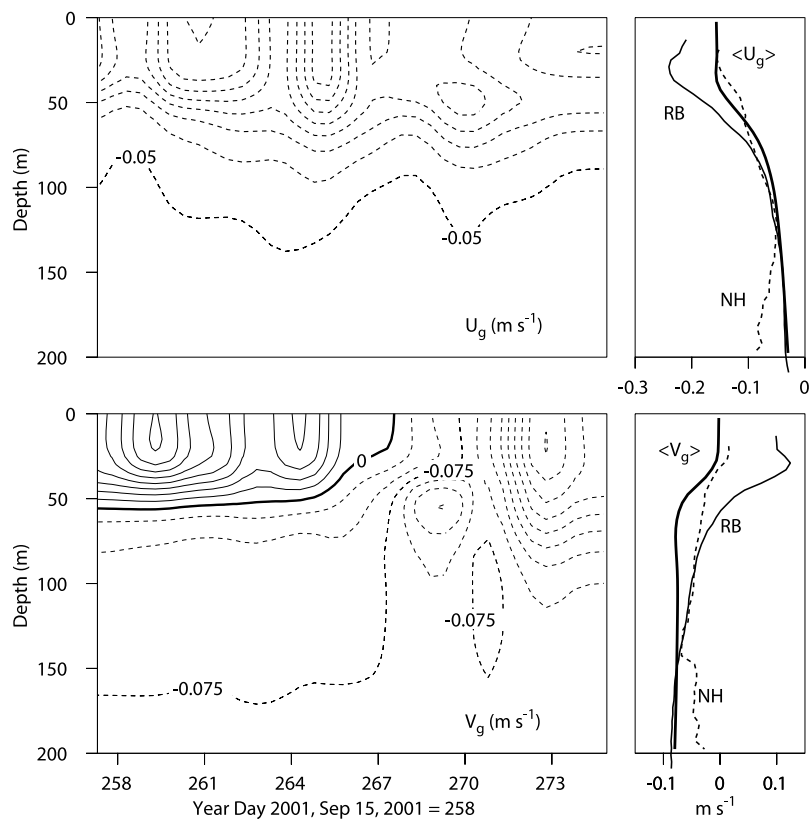 0
50
100
150
200
Depth (m)
-0.05
-0.05
U_g (m s^-1)
<U_g>
RB
NH
-0.3 -0.2 -0.1 0
0
50
100
150
200
Depth (m)
0
-0.075
-0.075
-0.075
V_g (m s^-1)
258 261 264 267 270 273
Year Day 2001, Sep 15, 2001 = 258
<V_g>
RB
NH
-0.1 0 0.1
m s^-1